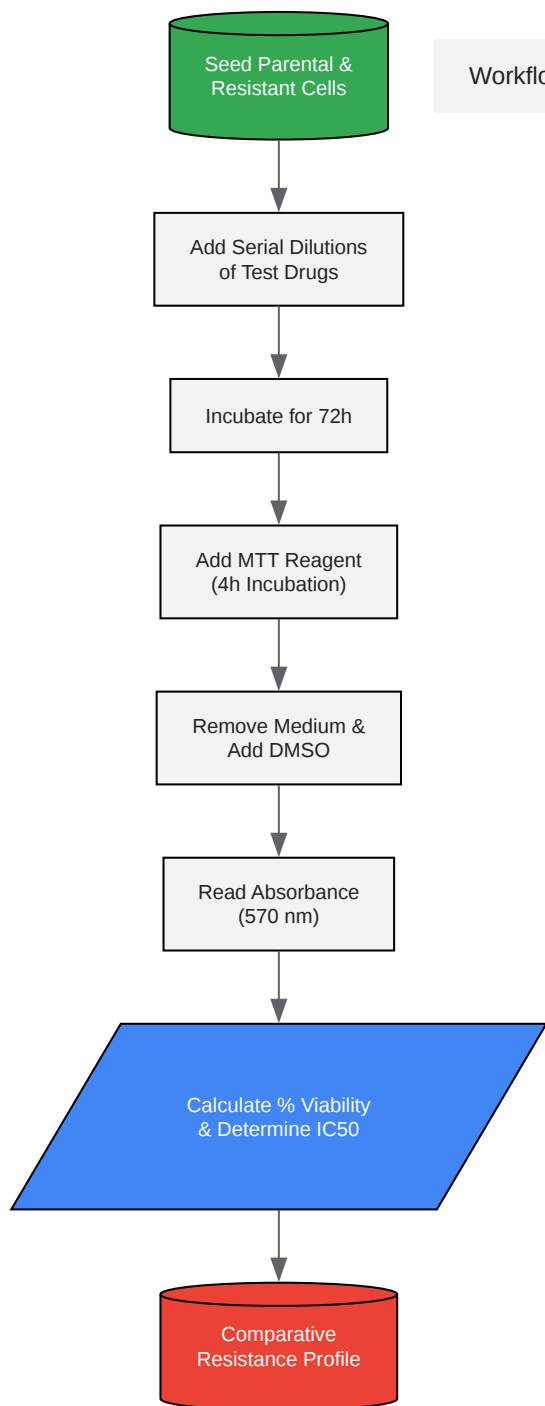 Seed Parental &
Resistant Cells
Add Serial Dilutions
of Test Drugs
Incubate for 72h
Add MTT Reagent
(4h Incubation)
Remove Medium &
Add DMSO
Read Absorbance
(570 nm)
Calculate % Viability
& Determine IC50
Comparative
Resistance Profile